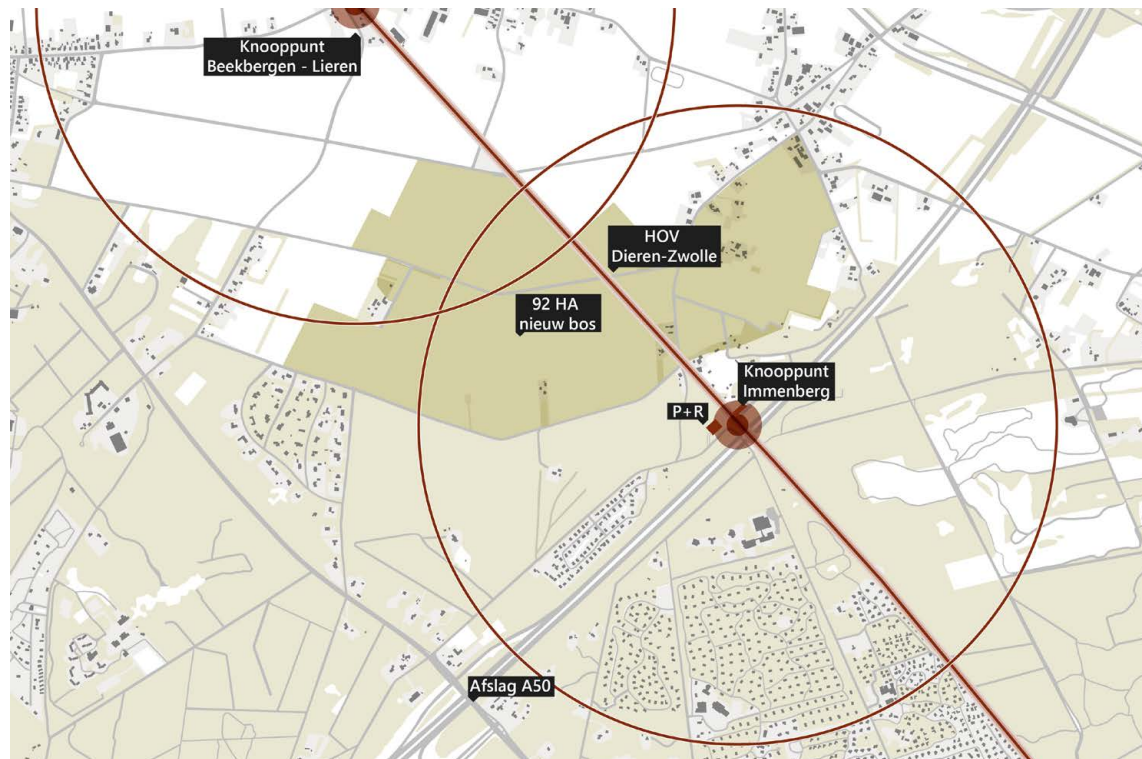 Knooppunt
Beekbergen - Lieren
HOV
Dieren-Zwolle
92 HA
nieuw bos
Knooppunt
Immenberg
P+R
Afslag A50